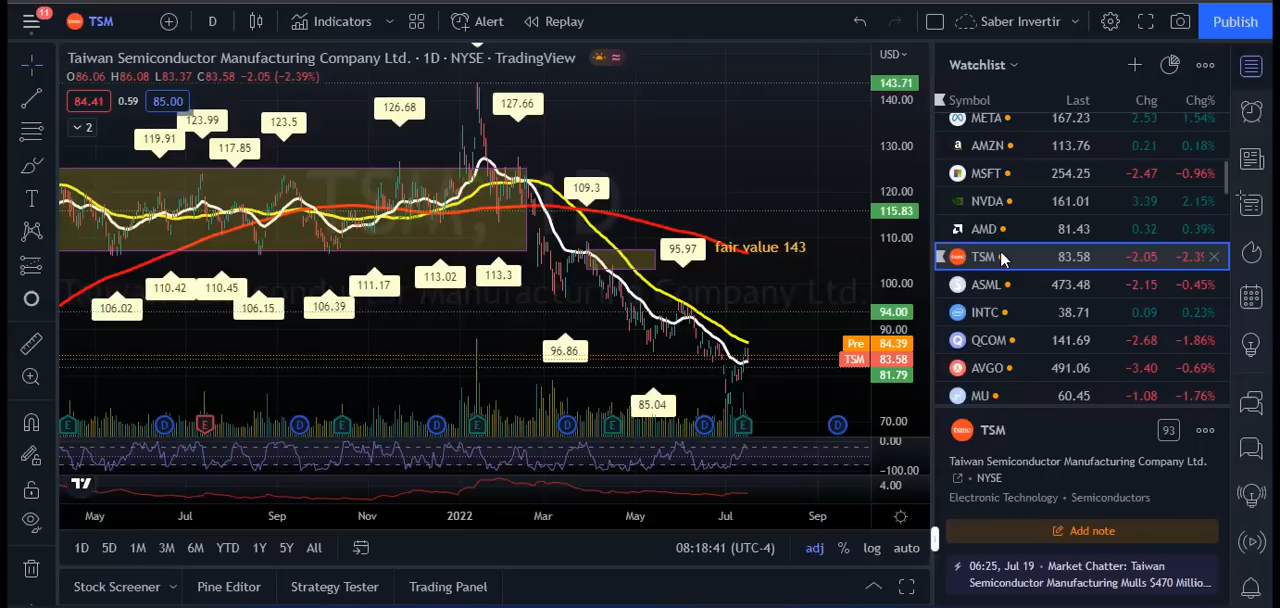 11
TSM
D
Indicators
Alert
Replay
Saber Invertir
Publish
Taiwan Semiconductor Manufacturing Company Ltd. · 1D · NYSE · TradingView
O86.06 H86.08 L83.37 C83.58 -2.05 (-2.39%)
84.41 0.59 85.00
2
USD
143.71
140.00
130.00
120.00
115.83
110.00
100.00
94.00
90.00
Pre 84.39
TSM 83.58
81.79
70.00
0.00
-100.00
4.00
119.91
123.99
117.85
123.5
126.68
127.66
109.3
95.97
fair value 143
106.02
110.42
110.45
106.15
106.39
111.17
113.02
113.3
96.86
85.04
TSM, 1D
Taiwan Semiconductor Manufacturing Company Ltd.
E D E D E D E D E D E D
May Jul Sep Nov 2022 Mar May Jul Sep
1D 5D 1M 3M 6M YTD 1Y 5Y All
08:18:41 (UTC-4)
adj % log auto
Stock Screener
Pine Editor
Strategy Tester
Trading Panel
Watchlist
Symbol Last Chg Chg%
META 167.23 2.53 1.54%
AMZN 113.76 0.21 0.18%
MSFT 254.25 -2.47 -0.96%
NVDA 161.01 3.39 2.15%
AMD 81.43 0.32 0.39%
TSM 83.58 -2.05 -2.39
ASML 473.48 -2.15 -0.45%
INTC 38.71 0.09 0.23%
QCOM 141.69 -2.68 -1.86%
AVGO 491.06 -3.40 -0.69%
MU 60.45 -1.08 -1.76%
TSM
93
Taiwan Semiconductor Manufacturing Company Ltd.
• NYSE
Electronic Technology • Semiconductors
Add note
06:25, Jul 19 • Market Chatter: Taiwan
Semiconductor Manufacturing Mulls $470 Millio...